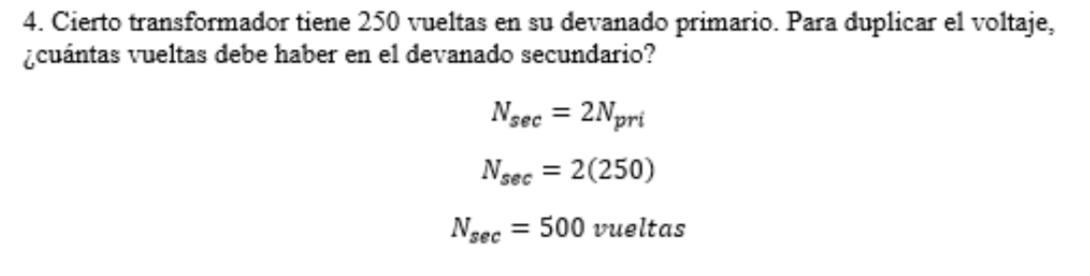 4. Cierto transformador tiene 250 vueltas en su devanado primario. Para duplicar el voltaje,
¿cuántas vueltas debe haber en el devanado secundario?
N_sec = 2N_pri
N_sec = 2(250)
N_sec = 500 vueltas